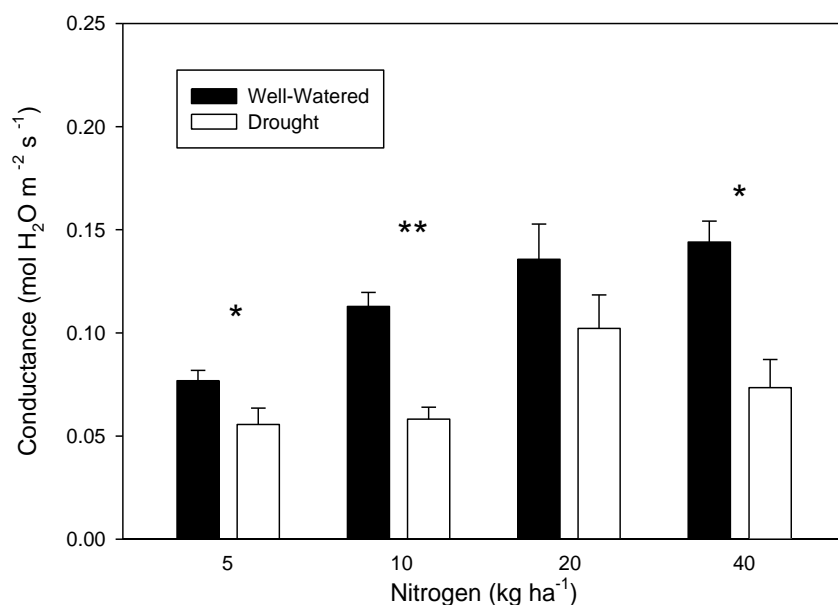 0.25
Well-Watered
Drought
0.20
*
**
0.15
*
0.10
0.05
0.00
Conductance (mol H₂O m⁻² s⁻¹)
5 10 20 40
Nitrogen (kg ha⁻¹)